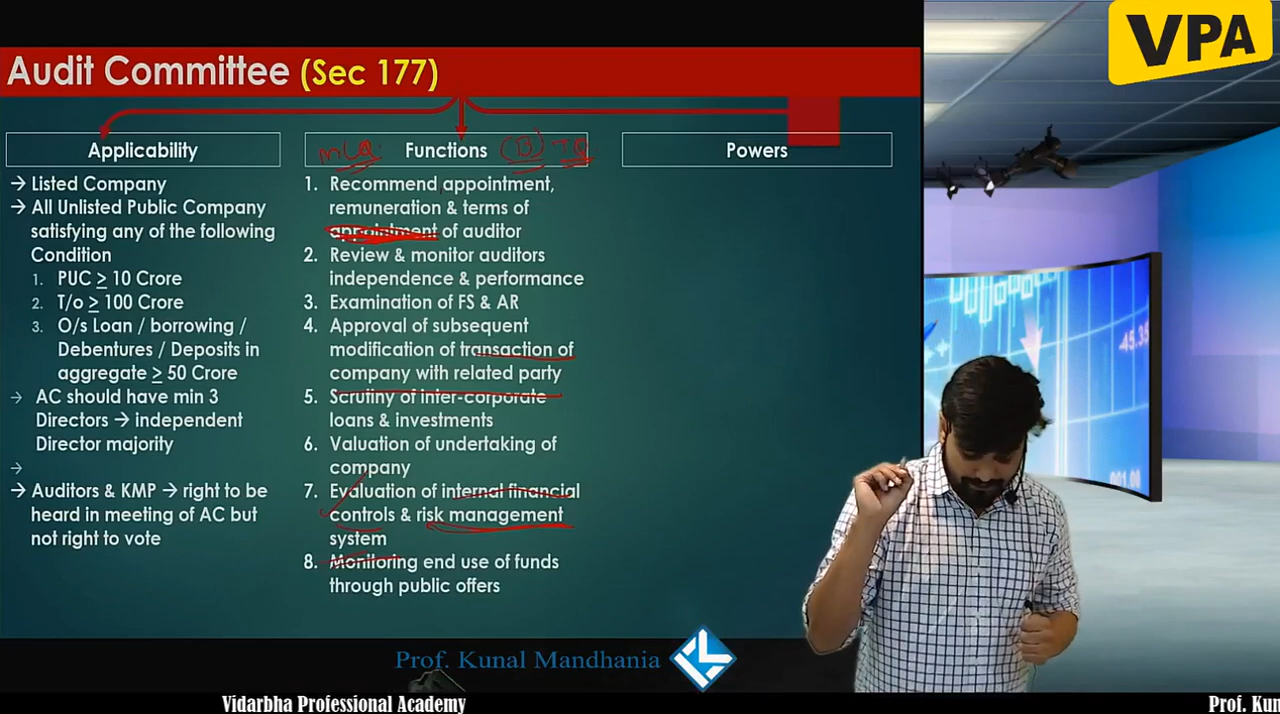 VPA
Audit Committee (Sec 177)
Applicability
→ Listed Company
→ All Unlisted Public Company
satisfying any of the following
Condition
1. PUC ≥ 10 Crore
2. T/o ≥ 100 Crore
3. O/s Loan / borrowing /
Debentures / Deposits in
aggregate ≥ 50 Crore
→ AC should have min 3
Directors → independent
Director majority
→
→ Auditors & KMP → right to be
heard in meeting of AC but
not right to vote
MCQ Functions
1. Recommend appointment,
remuneration & terms of
appointment of auditor
2. Review & monitor auditors
independence & performance
3. Examination of FS & AR
4. Approval of subsequent
modification of transaction of
company with related party
5. Scrutiny of inter-corporate
loans & investments
6. Valuation of undertaking of
company
7. Evaluation of internal financial
controls & risk management
system
8. Monitoring end use of funds
through public offers
Powers
-45.35
Prof. Kunal Mandhania
Vidarbha Professional Academy
Prof. Kun